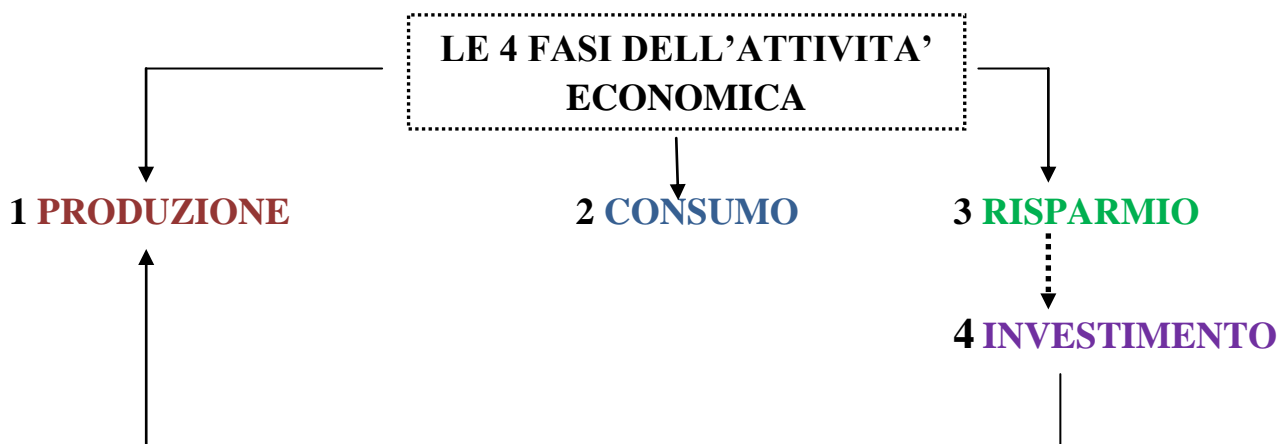 LE 4 FASI DELL’ATTIVITA’
ECONOMICA
1 PRODUZIONE
2 CONSUMO
3 RISPARMIO
4 INVESTIMENTO